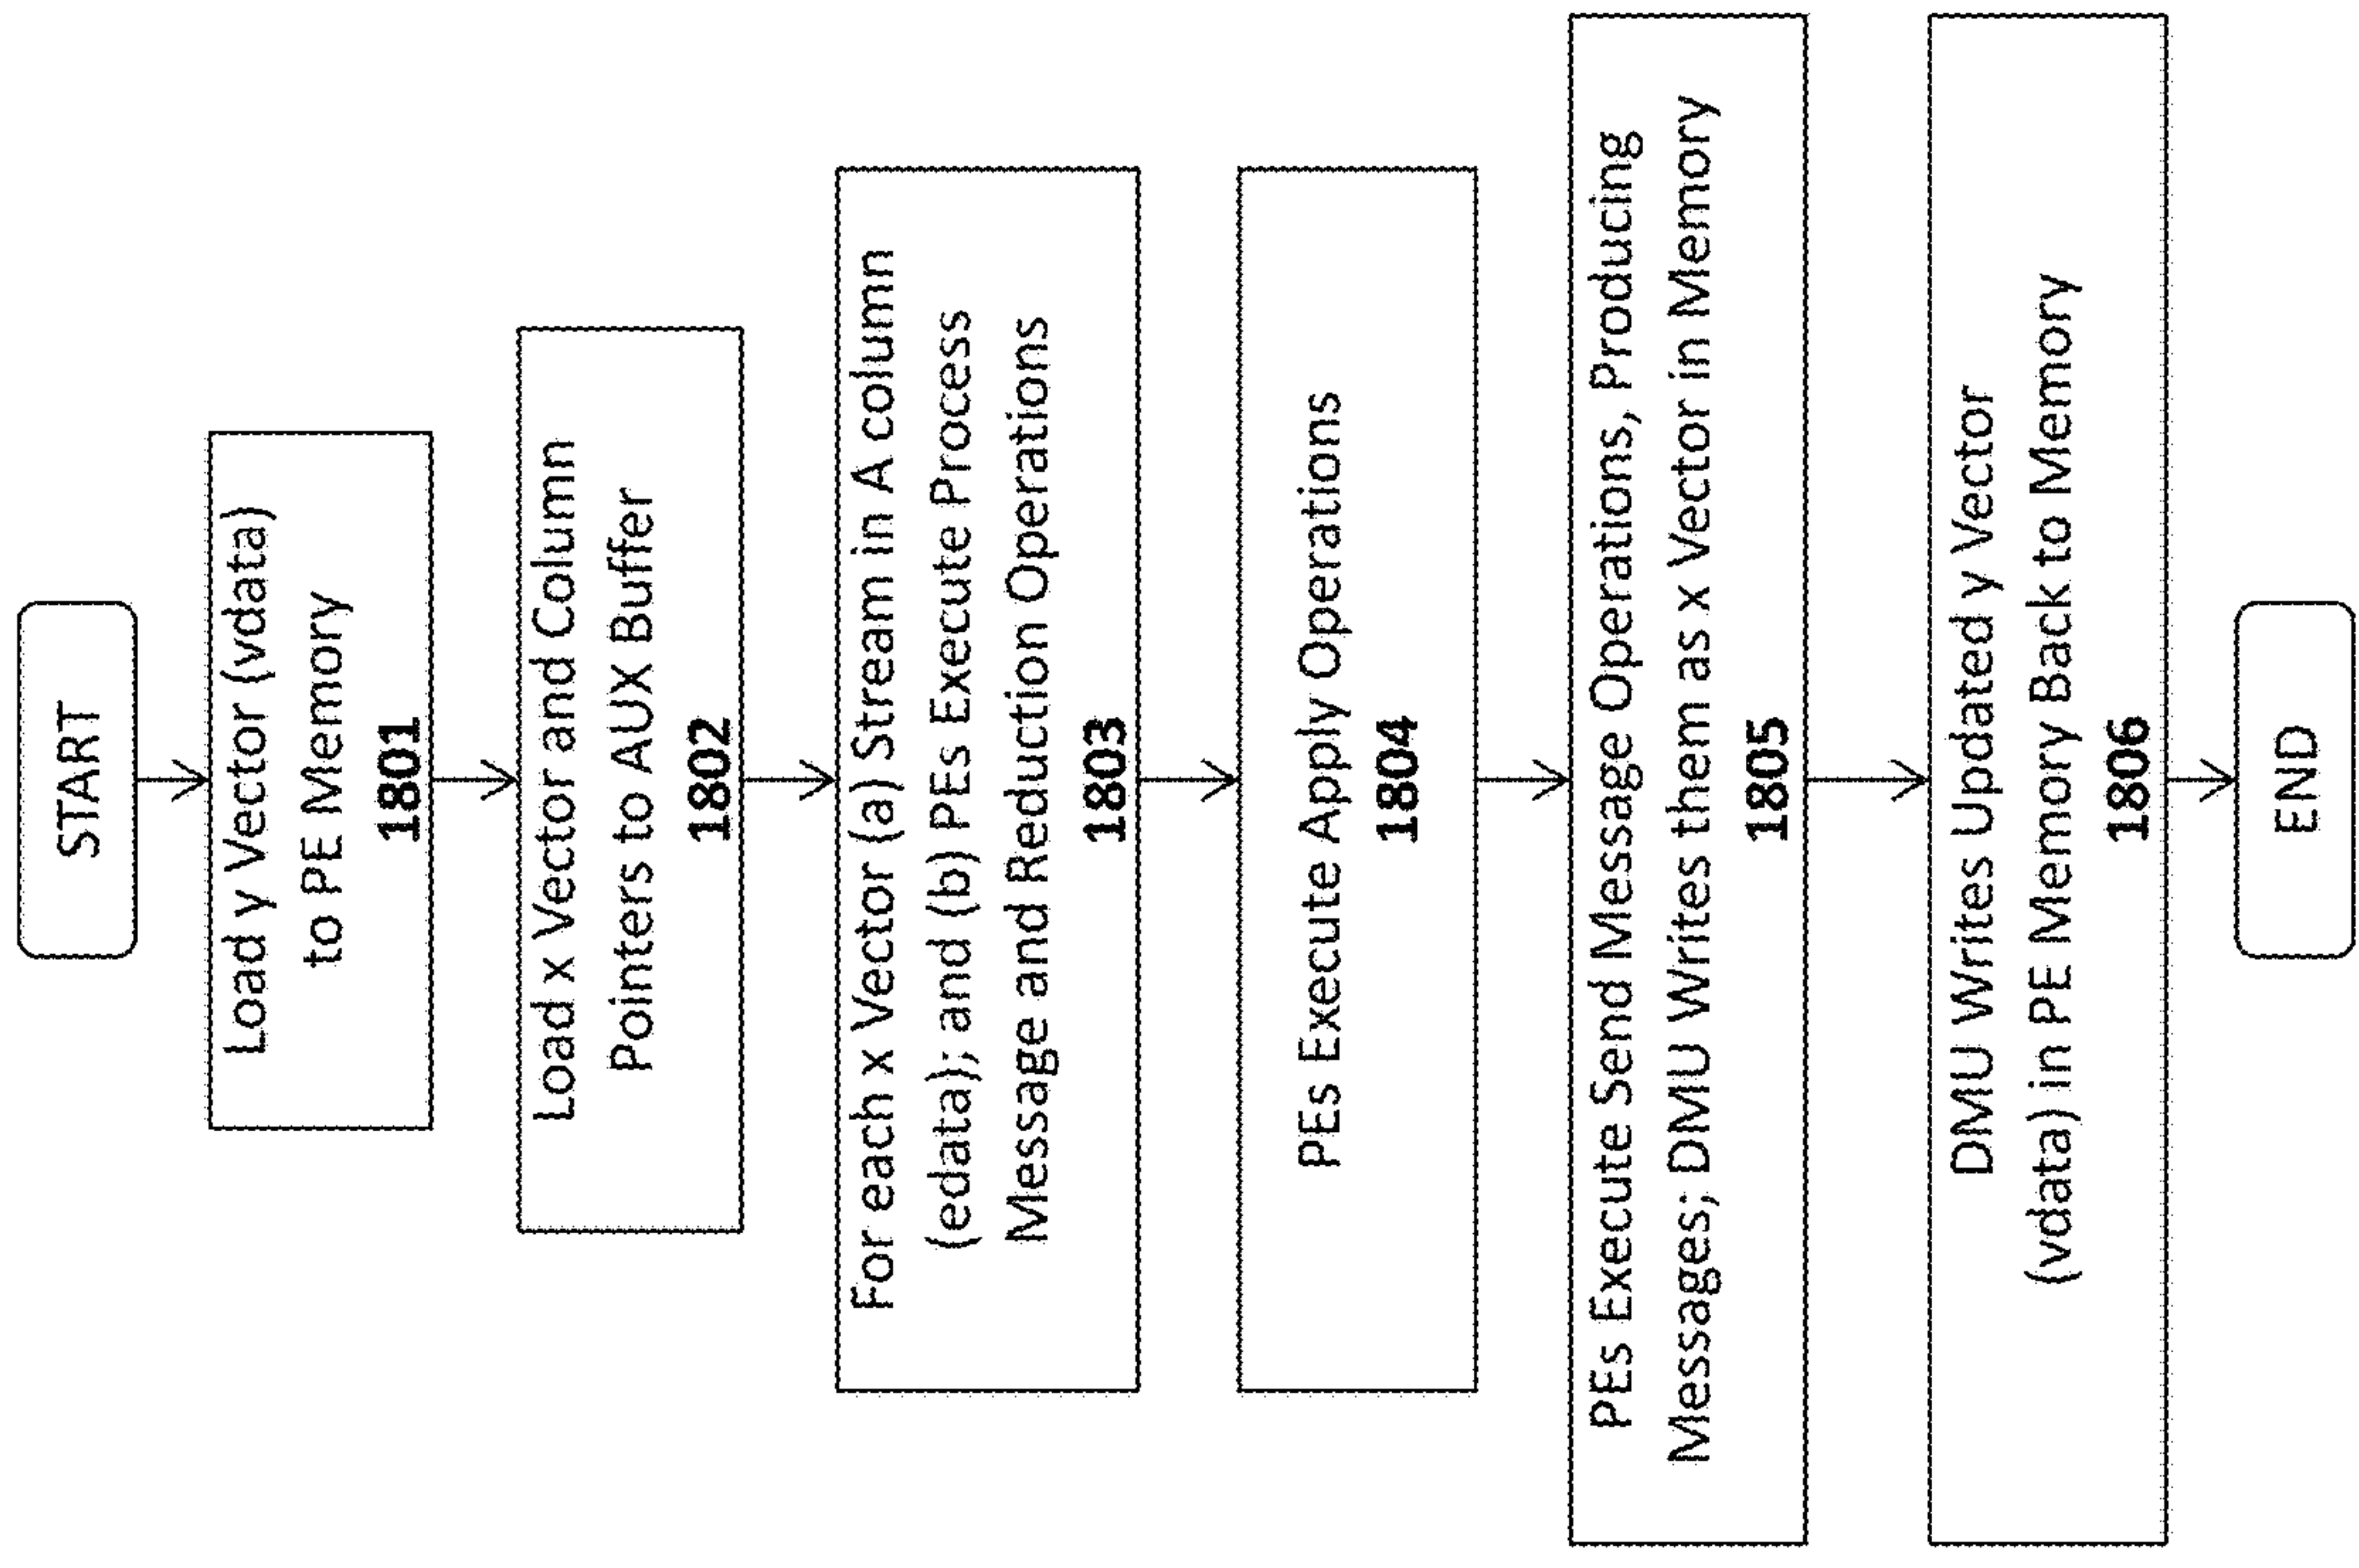 START
Load y Vector (vdata)
to PE Memory
1801
Load x Vector and Column
Pointers to AUX Buffer
1802
For each x Vector (a) Stream in A column
(edata); and (b) PEs Execute Process
Message and Reduction Operations
1803
PEs Execute Apply Operations
1804
PEs Execute Send Message Operations, Producing
Messages; DMU Writes them as x Vector in Memory
1805
DMU Writes Updated y Vector
(vdata) in PE Memory Back to Memory
1806
END